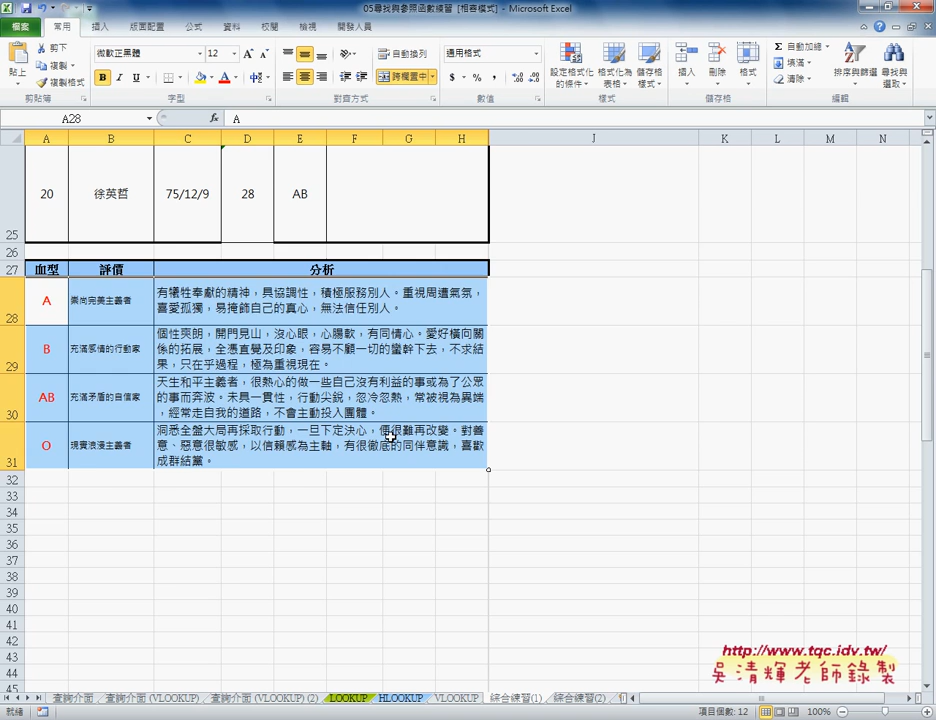 05尋找與參照函數練習 [相容模式] - Microsoft Excel
檔案 常用 插入 版面配置 公式 資料 校閱 檢視 開發人員
貼上 剪下 複製 複製格式 剪貼簿
微軟正黑體 12 B I U 字型
自動換列 跨欄置中 對齊方式
通用格式 $ % , 數值
設定格式化的條件 格式化為表格 儲存格樣式 樣式
插入 刪除 格式 儲存格
Σ 自動加總 填滿 清除 排序與篩選 尋找與選取 編輯
A28 fx A
A B C D E F G H J K L M N
25 20 徐英哲 75/12/9 28 AB
26
27 血型 評價 分析
28 A 崇尚完美主義者 有犧牲奉獻的精神，具協調性，積極服務別人。重視周遭氣氛，
喜愛孤獨，易掩飾自己的真心，無法信任別人。
29 B 充滿感情的行動家 個性爽朗，開門見山，沒心眼，心腸軟，有同情心。愛好橫向關
係的拓展，全憑直覺及印象，容易不顧一切的蠻幹下去，不求結
果，只在乎過程，極為重視現在。
30 AB 充滿矛盾的自信家 天生和平主義者，很熱心的做一些自己沒有利益的事或為了公眾
的事而奔波。未具一貫性，行動尖銳，忽冷忽熱，常被視為異端
，經常走自我的道路，不會主動投入團體。
31 O 現實浪漫主義者 洞悉全盤大局再採取行動，一旦下定決心，便很難再改變。對善
意、惡意很敏感，以信賴感為主軸，有很徹底的同伴意識，喜歡
成群結黨。
32
33
34
35
36
37
38
39
40
41
42
43
44
45
http://www.tqc.idv.tw/
吳清輝老師錄製
查詢介面 查詢介面 (VLOOKUP) 查詢介面 (VLOOKUP) (2) LOOKUP HLOOKUP VLOOKUP 綜合練習(1) 綜合練習(2)
就緒 項目個數: 12 100%